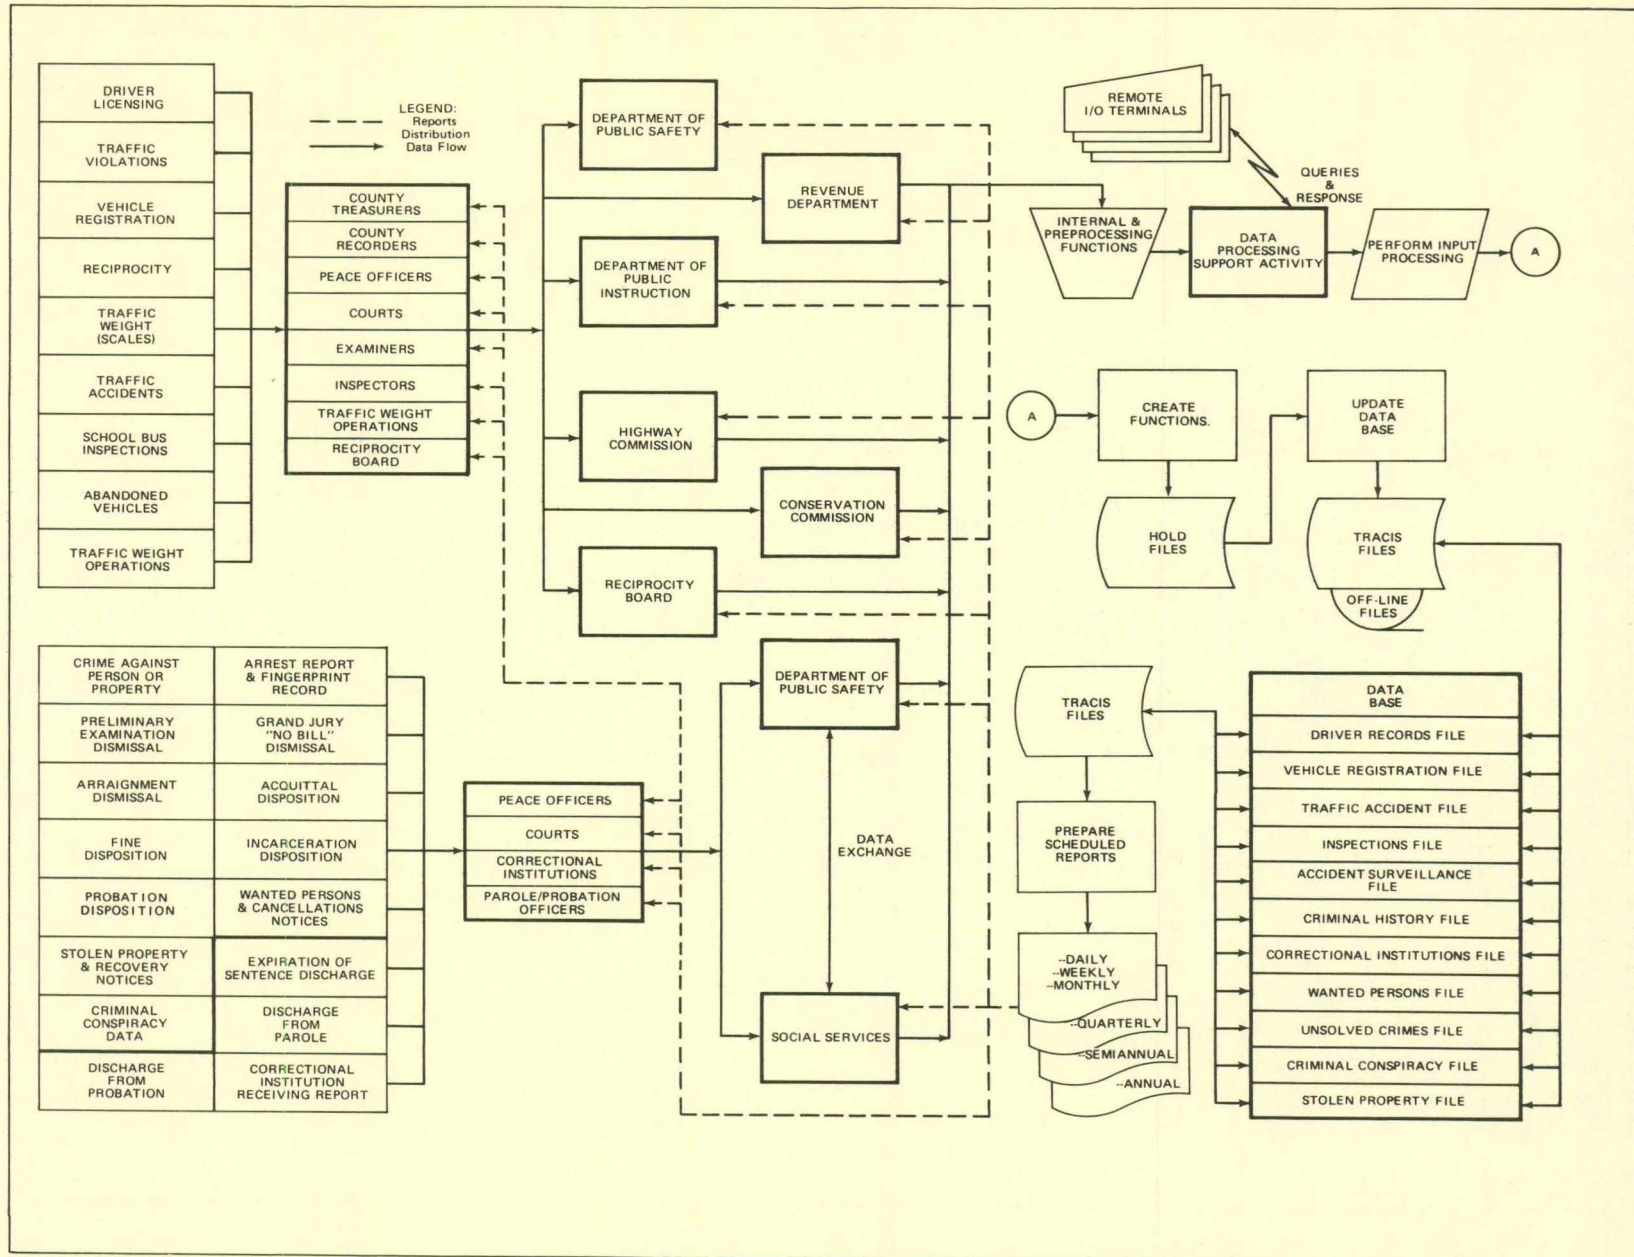 DRIVER
LICENSING
TRAFFIC
VIOLATIONS
VEHICLE
REGISTRATION
RECIPROCITY
TRAFFIC
WEIGHT
(SCALES)
TRAFFIC
ACCIDENTS
SCHOOL BUS
INSPECTIONS
ABANDONED
VEHICLES
TRAFFIC WEIGHT
OPERATIONS
LEGEND:
Reports
Distribution
Data Flow
COUNTY
TREASURERS
COUNTY
RECORDERS
PEACE OFFICERS
COURTS
EXAMINERS
INSPECTORS
TRAFFIC WEIGHT
OPERATIONS
RECIPROCITY
BOARD
DEPARTMENT OF
PUBLIC SAFETY
REVENUE
DEPARTMENT
DEPARTMENT OF
PUBLIC
INSTRUCTION
HIGHWAY
COMMISSION
CONSERVATION
COMMISSION
RECIPROCITY
BOARD
REMOTE
I/O TERMINALS
QUERIES
&
RESPONSE
INTERNAL &
PREPROCESSING
FUNCTIONS
DATA
PROCESSING
SUPPORT ACTIVITY
PERFORM INPUT
PROCESSING
A
A
CREATE
FUNCTIONS.
UPDATE
DATA
BASE
HOLD
FILES
TRACIS
FILES
OFF-LINE
FILES
CRIME AGAINST
PERSON OR
PROPERTY
ARREST REPORT
& FINGERPRINT
RECORD
PRELIMINARY
EXAMINATION
DISMISSAL
GRAND JURY
"NO BILL"
DISMISSAL
ARRAIGNMENT
DISMISSAL
ACQUITTAL
DISPOSITION
FINE
DISPOSITION
INCARCERATION
DISPOSITION
PROBATION
DISPOSITION
WANTED PERSONS
& CANCELLATIONS
NOTICES
STOLEN PROPERTY
& RECOVERY
NOTICES
EXPIRATION OF
SENTENCE DISCHARGE
CRIMINAL
CONSPIRACY
DATA
DISCHARGE
FROM
PAROLE
DISCHARGE
FROM
PROBATION
CORRECTIONAL
INSTITUTION
RECEIVING REPORT
PEACE OFFICERS
COURTS
CORRECTIONAL
INSTITUTIONS
PAROLE/PROBATION
OFFICERS
DEPARTMENT OF
PUBLIC SAFETY
DATA
EXCHANGE
SOCIAL SERVICES
TRACIS
FILES
PREPARE
SCHEDULED
REPORTS
--DAILY
--WEEKLY
--MONTHLY
--QUARTERLY
--SEMIANNUAL
--ANNUAL
DATA
BASE
DRIVER RECORDS FILE
VEHICLE REGISTRATION FILE
TRAFFIC ACCIDENT FILE
INSPECTIONS FILE
ACCIDENT SURVEILLANCE
FILE
CRIMINAL HISTORY FILE
CORRECTIONAL INSTITUTIONS FILE
WANTED PERSONS FILE
UNSOLVED CRIMES FILE
CRIMINAL CONSPIRACY FILE
STOLEN PROPERTY FILE